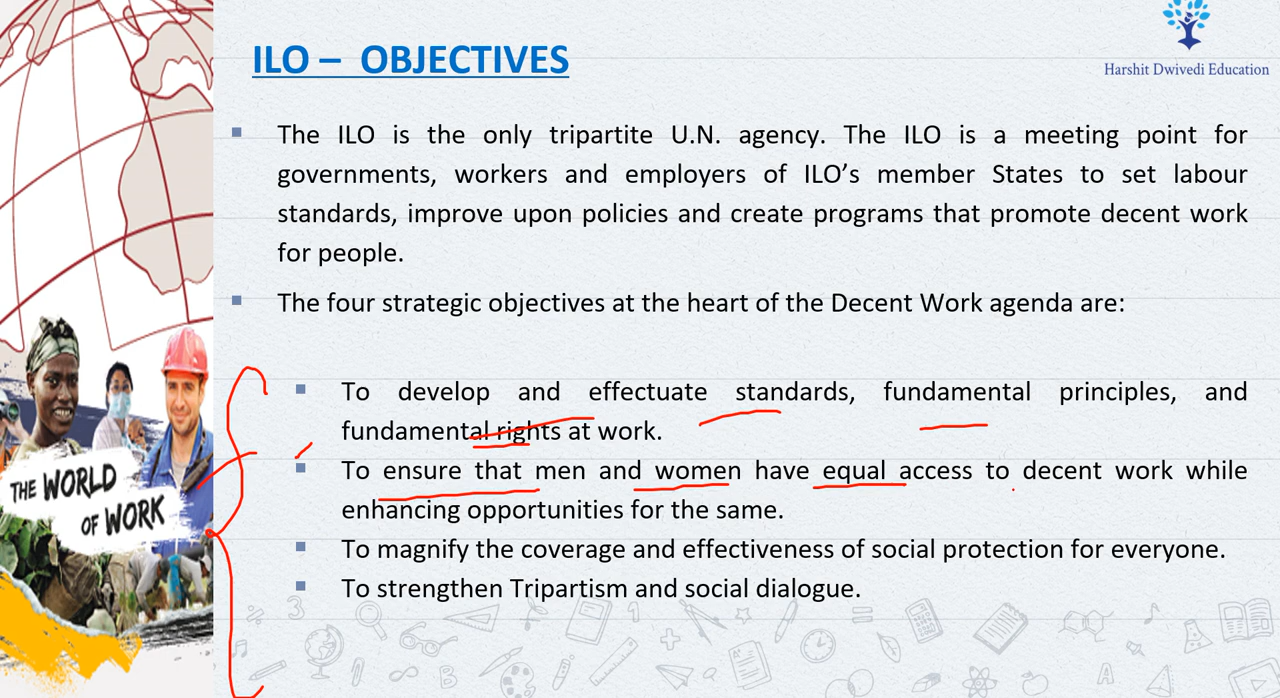 ILO – OBJECTIVES
Harshit Dwivedi Education
The ILO is the only tripartite U.N. agency. The ILO is a meeting point for
governments, workers and employers of ILO’s member States to set labour
standards, improve upon policies and create programs that promote decent work
for people.
The four strategic objectives at the heart of the Decent Work agenda are:
To develop and effectuate standards, fundamental principles, and
fundamental rights at work.
To ensure that men and women have equal access to decent work while
enhancing opportunities for the same.
To magnify the coverage and effectiveness of social protection for everyone.
To strengthen Tripartism and social dialogue.
THE WORLD
OF WORK